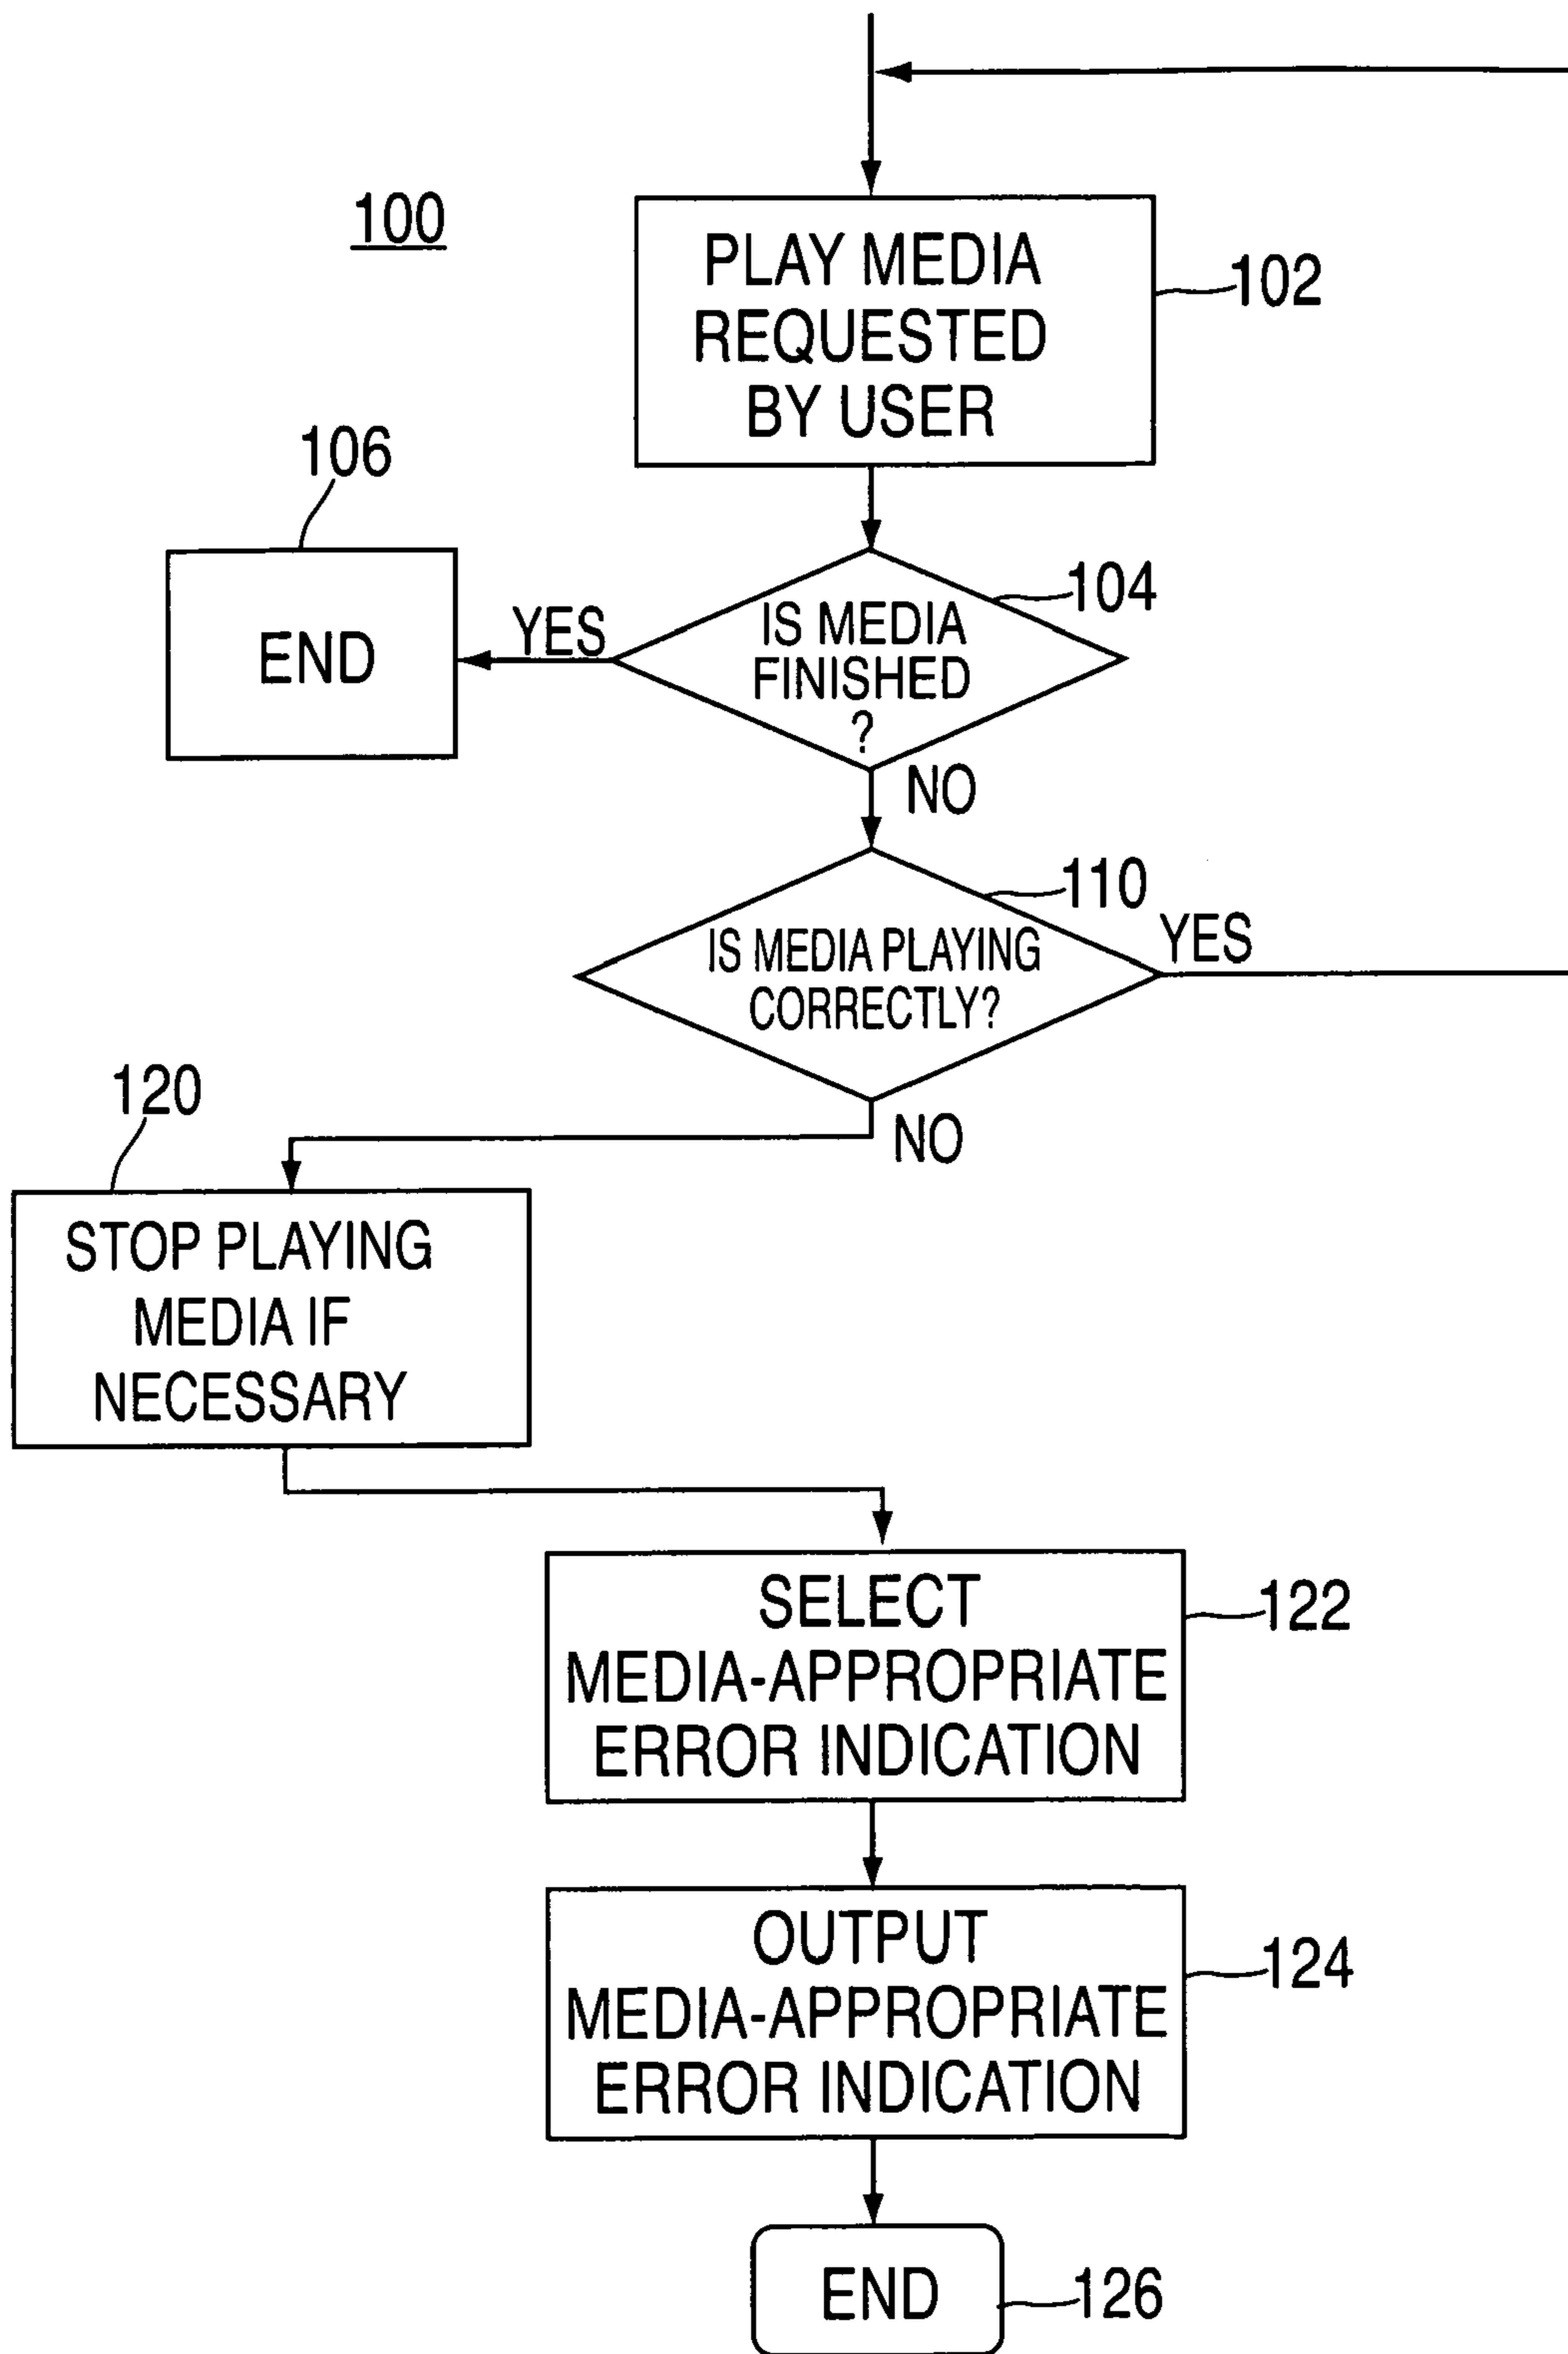 100
PLAY MEDIA
REQUESTED
BY USER
102
106
END
YES
IS MEDIA
FINISHED
?
104
NO
110
IS MEDIA PLAYING
CORRECTLY?
YES
NO
120
STOP PLAYING
MEDIA IF
NECESSARY
SELECT
MEDIA-APPROPRIATE
ERROR INDICATION
122
OUTPUT
MEDIA-APPROPRIATE
ERROR INDICATION
124
END
126